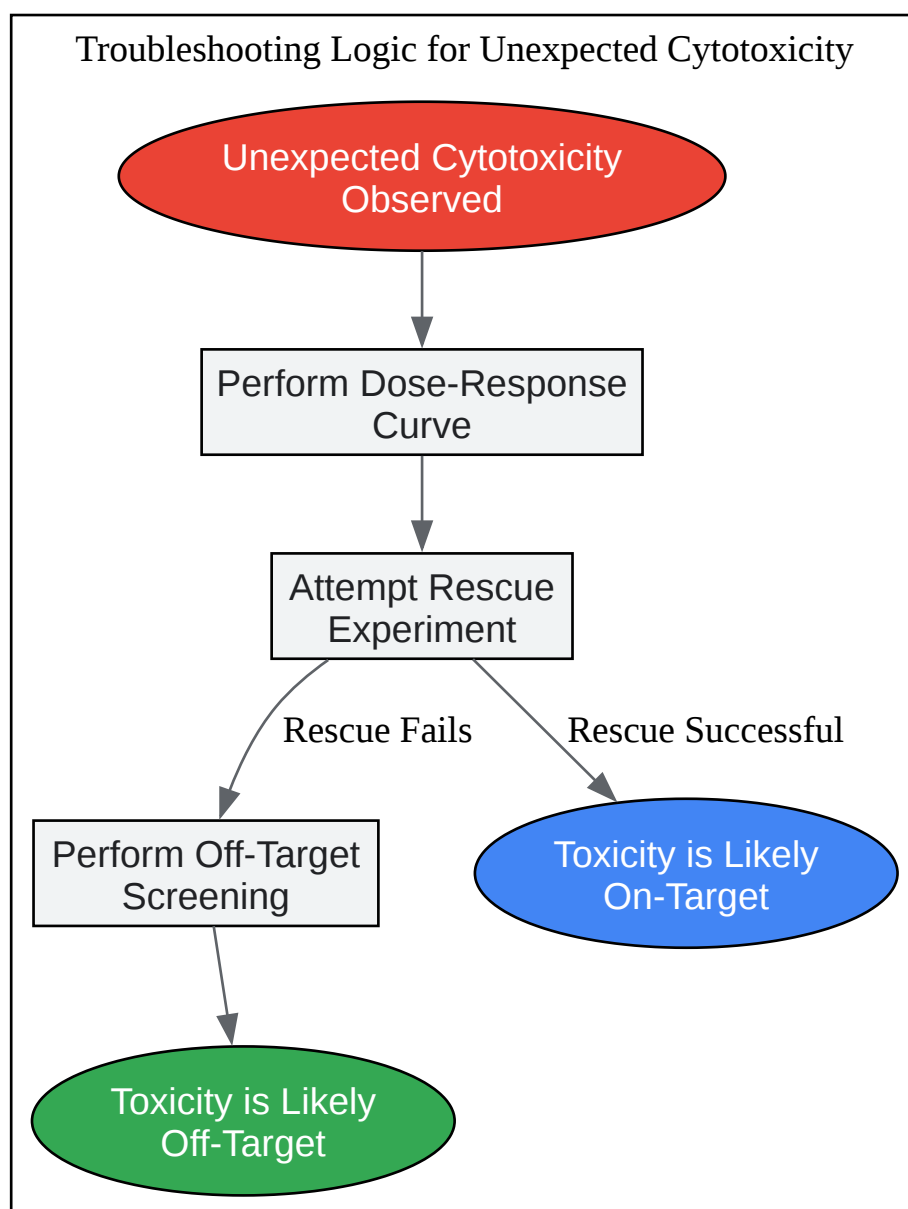 Troubleshooting Logic for Unexpected Cytotoxicity
Unexpected Cytotoxicity
Observed
Perform Dose-Response
Curve
Attempt Rescue
Experiment
Rescue Fails
Rescue Successful
Perform Off-Target
Screening
Toxicity is Likely
On-Target
Toxicity is Likely
Off-Target